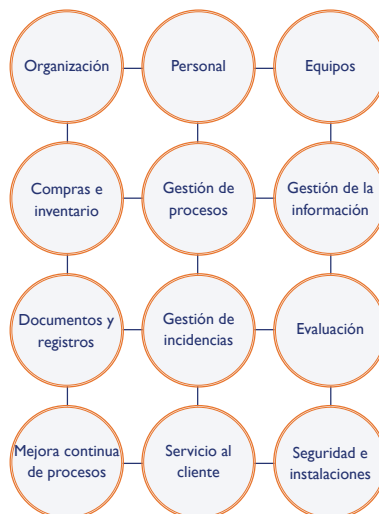 Organización
Personal
Equipos
Compras e
inventario
Gestión de
procesos
Gestión de la
información
Documentos y
registros
Gestión de
incidencias
Evaluación
Mejora continua
de procesos
Servicio al
cliente
Seguridad e
instalaciones